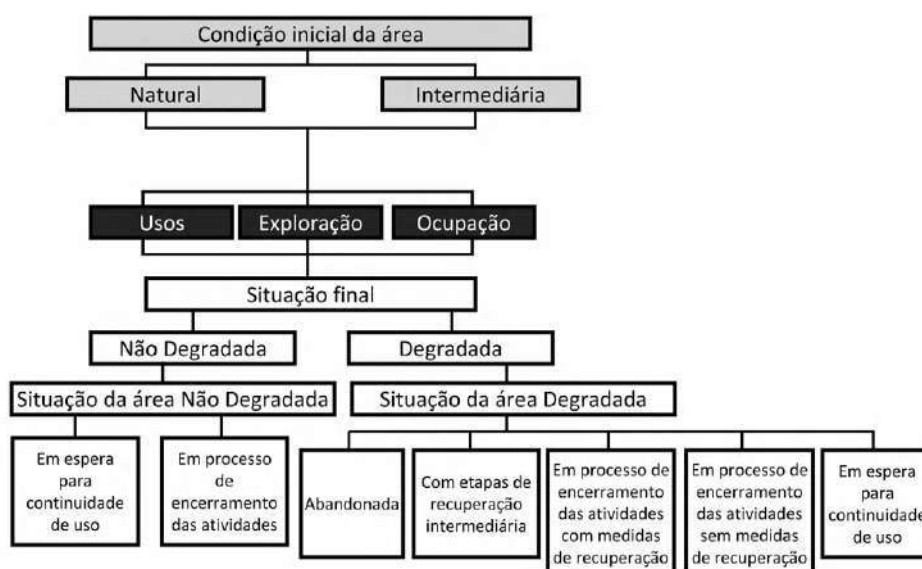 Condição inicial da área
Natural
Intermediária
Usos
Exploração
Ocupação
Situação final
Não Degradada
Degradada
Situação da área Não Degradada
Situação da área Degradada
Em espera
para
continuidade
de uso
Em processo
de
encerramento
das atividades
Abandonada
Com etapas de
recuperação
intermediária
Em processo de
encerramento
das atividades
com medidas
de recuperação
Em processo de
encerramento
das atividades
sem medidas
de recuperação
Em espera
para
continuidade
de uso